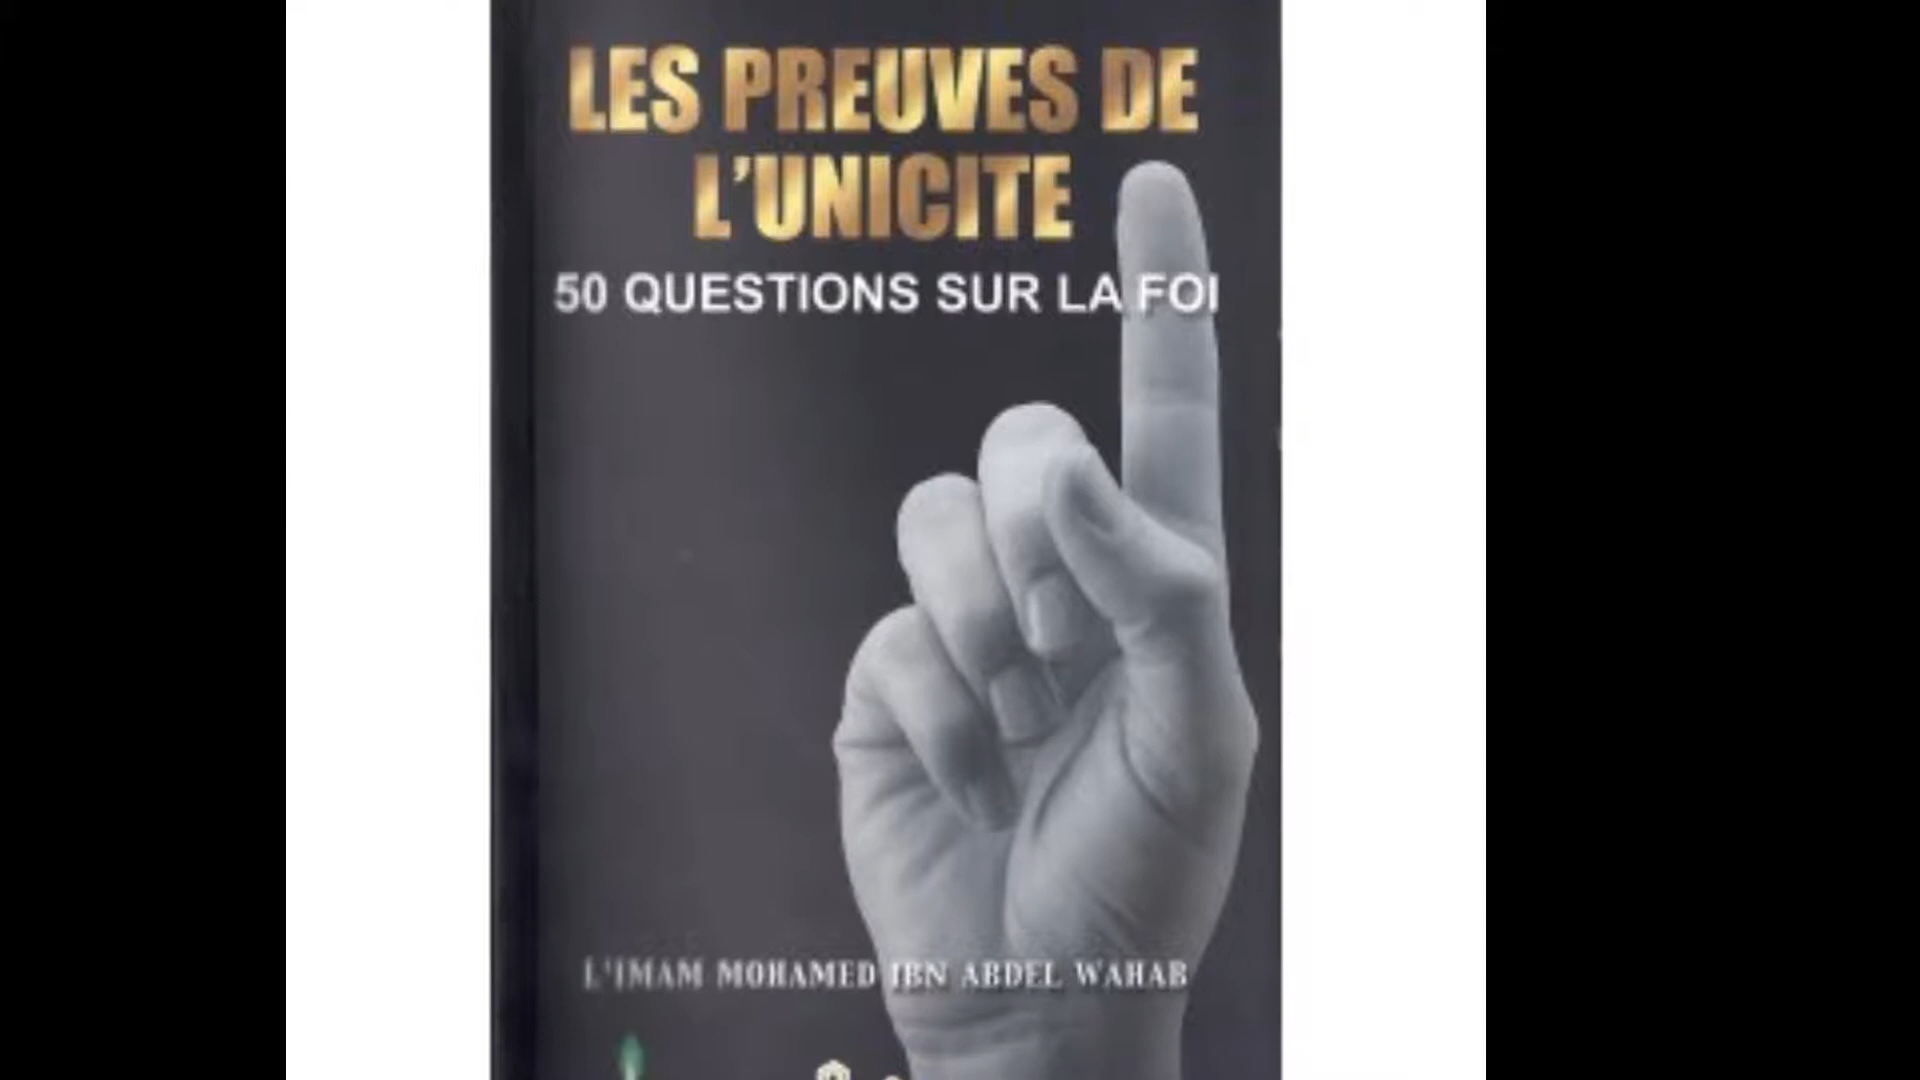 LES PREUVES DE
L'UNICITE
50 QUESTIONS SUR LA FOI
L'IMAM MOHAMED IBN ABDEL WAHAB